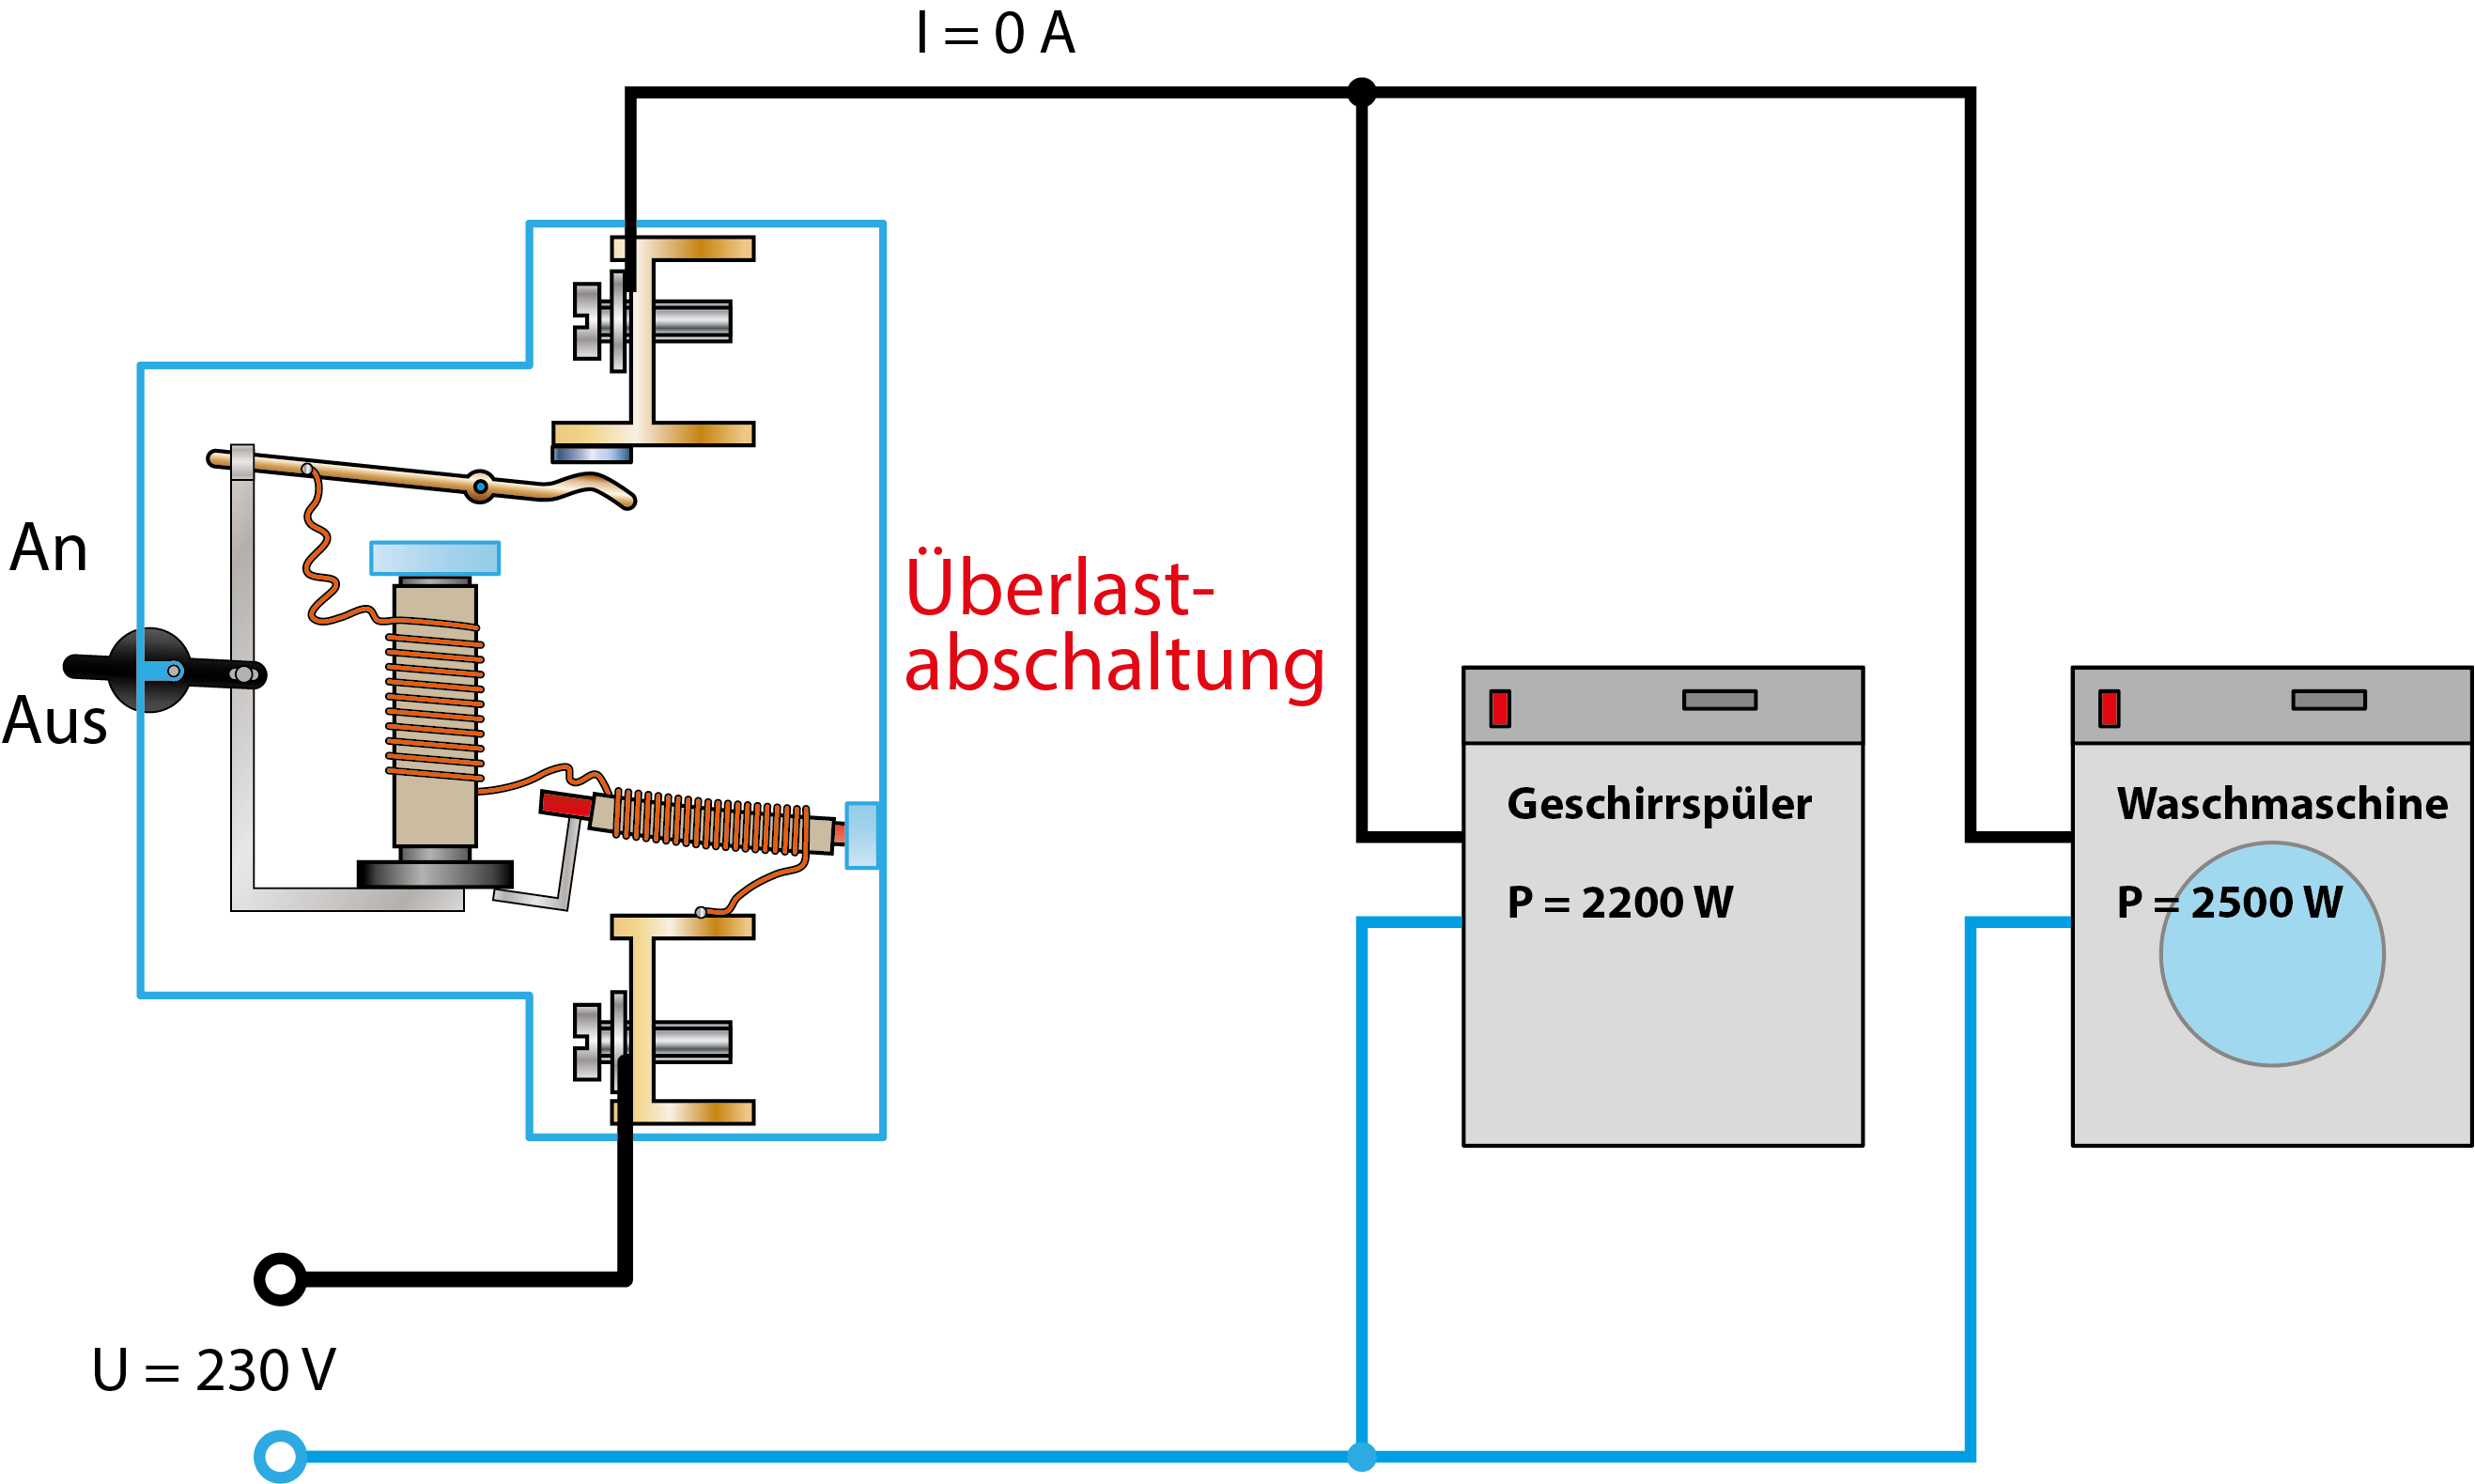 I = 0 A
An
Aus
Überlast-
abschaltung
Geschirrspüler
P = 2200 W
Waschmaschine
P = 2500 W
U = 230 V